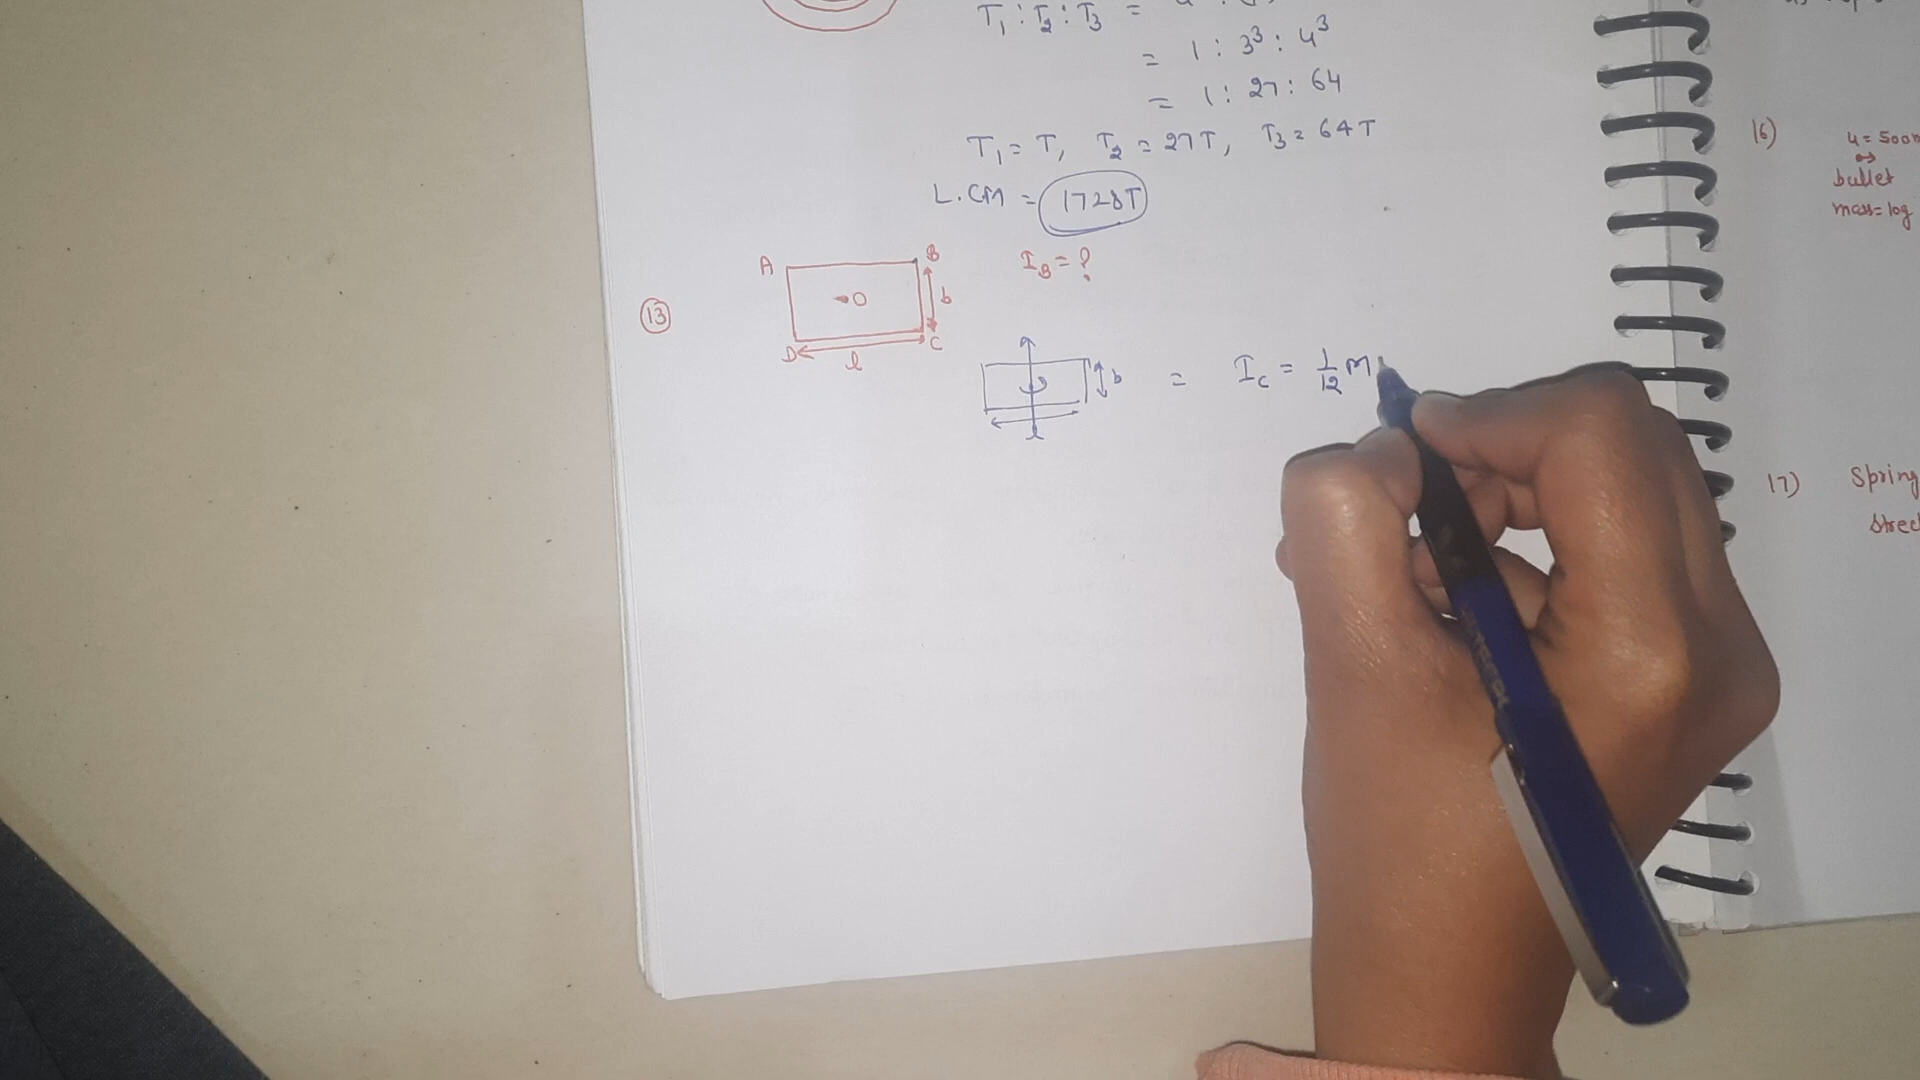 T₁ : T₂ : T₃ =
= 1 : 3³ : 4³
= 1 : 27 : 64
T₁ = T, T₂ = 27T, T₃ = 64T
L.CM = 1728T
13
A B
O
b
D C
l
I_B = ?
b
l
= I_C = 1/12 M
16)
u = 500m
bullet
mass = 10g
17) Spring